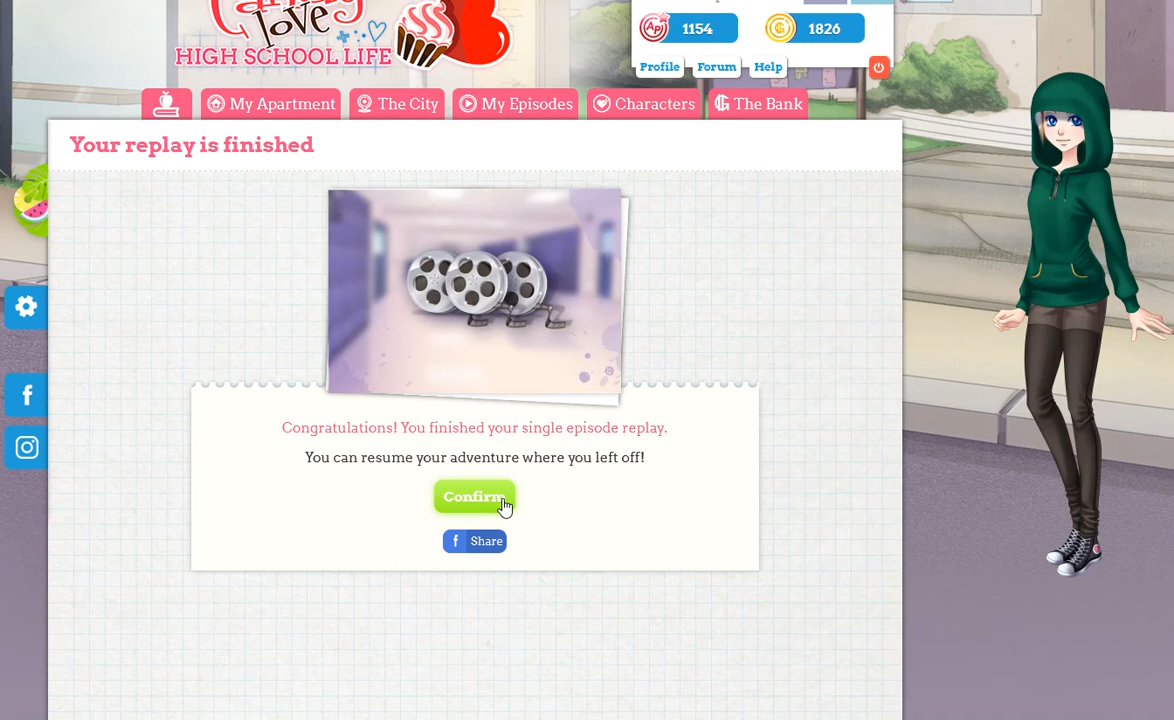 Candy
love
HIGH SCHOOL LIFE
1154
1826
Profile
Forum
Help
My Apartment
The City
My Episodes
Characters
The Bank
Your replay is finished
Congratulations! You finished your single episode replay.
You can resume your adventure where you left off!
Confirm
Share